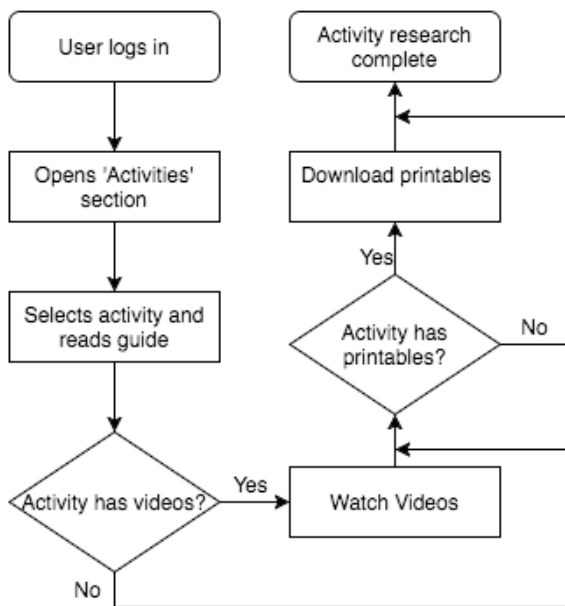 User logs in
Opens 'Activities'
section
Selects activity and
reads guide
Activity has videos?
Yes
No
Watch Videos
Activity has
printables?
Yes
No
Download printables
Activity research
complete